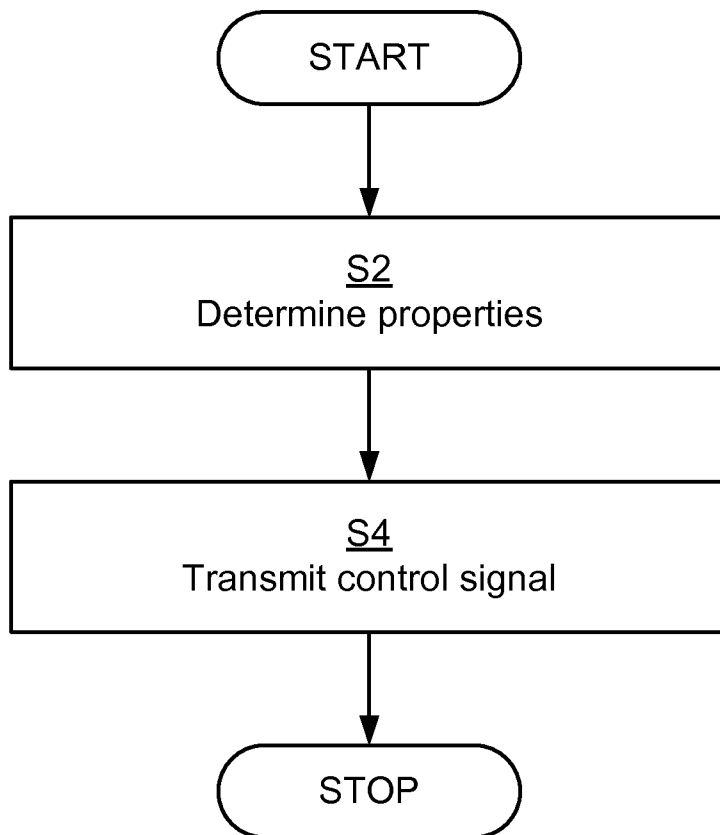 START
S2
Determine properties
S4
Transmit control signal
STOP